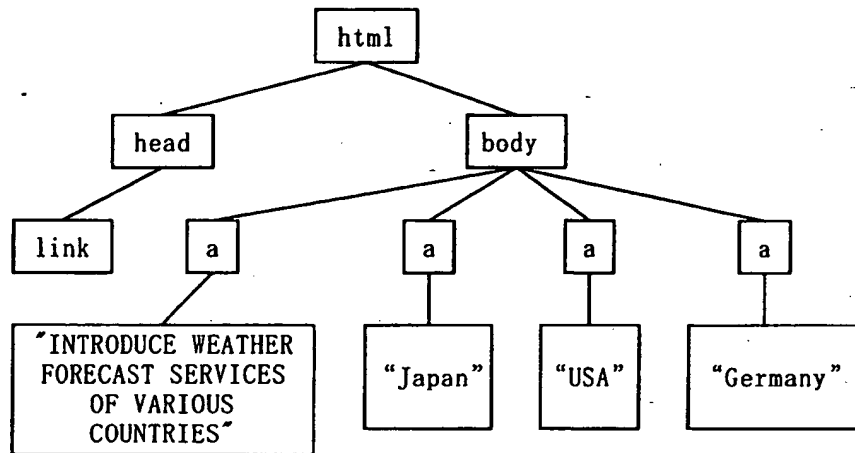 html
head
body
link
a
a
a
a
"INTRODUCE WEATHER
FORECAST SERVICES
OF VARIOUS
COUNTRIES"
“Japan”
“USA”
“Germany”